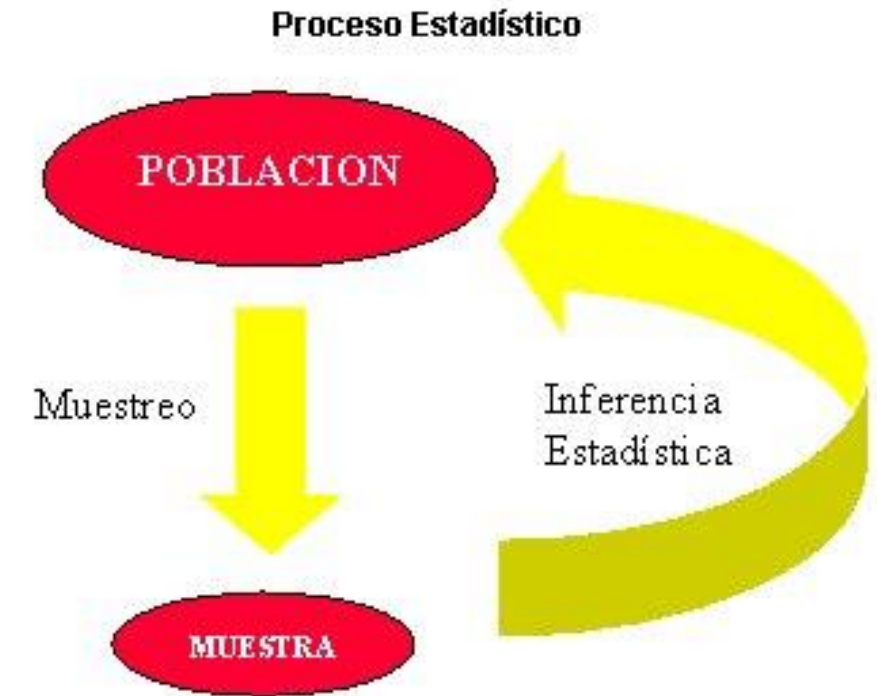 Proceso Estadístico
POBLACION
Muestreo
Inferencia
Estadística
MUESTRA